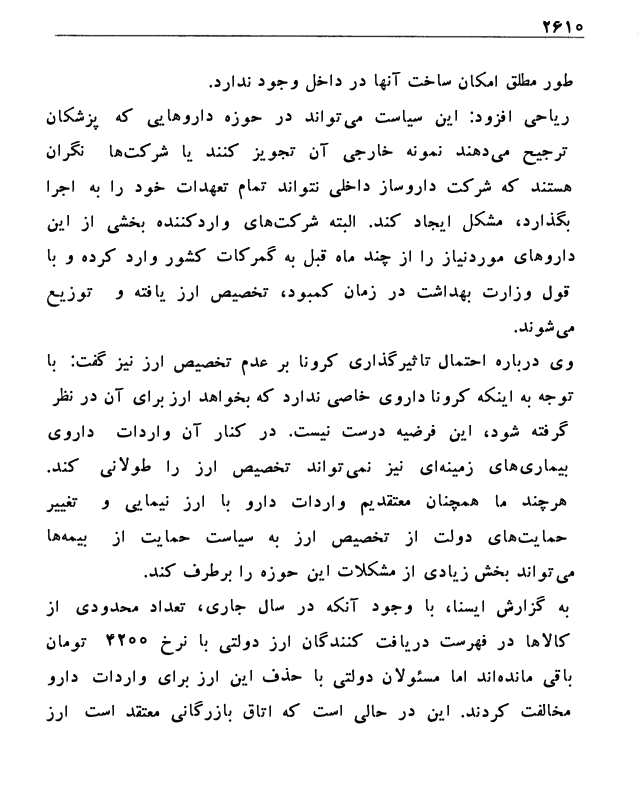 ۲۶۱۰
طور مطلق امکان ساخت آنها در داخل وجود ندارد.
ریاحی افزود: این سیاست می‌تواند در حوزه داروهایی که پزشکان
ترجیح می‌دهند نمونه خارجی آن تجویز کنند یا شرکت‌ها نگران
هستند که شرکت داروساز داخلی نتواند تمام تعهدات خود را به اجرا
بگذارد، مشکل ایجاد کند. البته شرکت‌های واردکننده بخشی از این
داروهای موردنیاز را از چند ماه قبل به گمرکات کشور وارد کرده و با
قول وزارت بهداشت در زمان کمبود، تخصیص ارز یافته و توزیع
می‌شوند.
وی درباره احتمال تاثیرگذاری کرونا بر عدم تخصیص ارز نیز گفت: با
توجه به اینکه کرونا داروی خاصی ندارد که بخواهد ارز برای آن در نظر
گرفته شود، این فرضیه درست نیست. در کنار آن واردات داروی
بیماری‌های زمینه‌ای نیز نمی‌تواند تخصیص ارز را طولانی کند.
هرچند ما همچنان معتقدیم واردات دارو با ارز نیمایی و تغییر
حمایت‌های دولت از تخصیص ارز به سیاست حمایت از بیمه‌ها
می‌تواند بخش زیادی از مشکلات این حوزه را برطرف کند.
به گزارش ایسنا، با وجود آنکه در سال جاری، تعداد محدودی از
کالاها در فهرست دریافت کنندگان ارز دولتی با نرخ ۴۲۰۰ تومان
باقی مانده‌اند اما مسئولان دولتی با حذف این ارز برای واردات دارو
مخالفت کردند. این در حالی است که اتاق بازرگانی معتقد است ارز